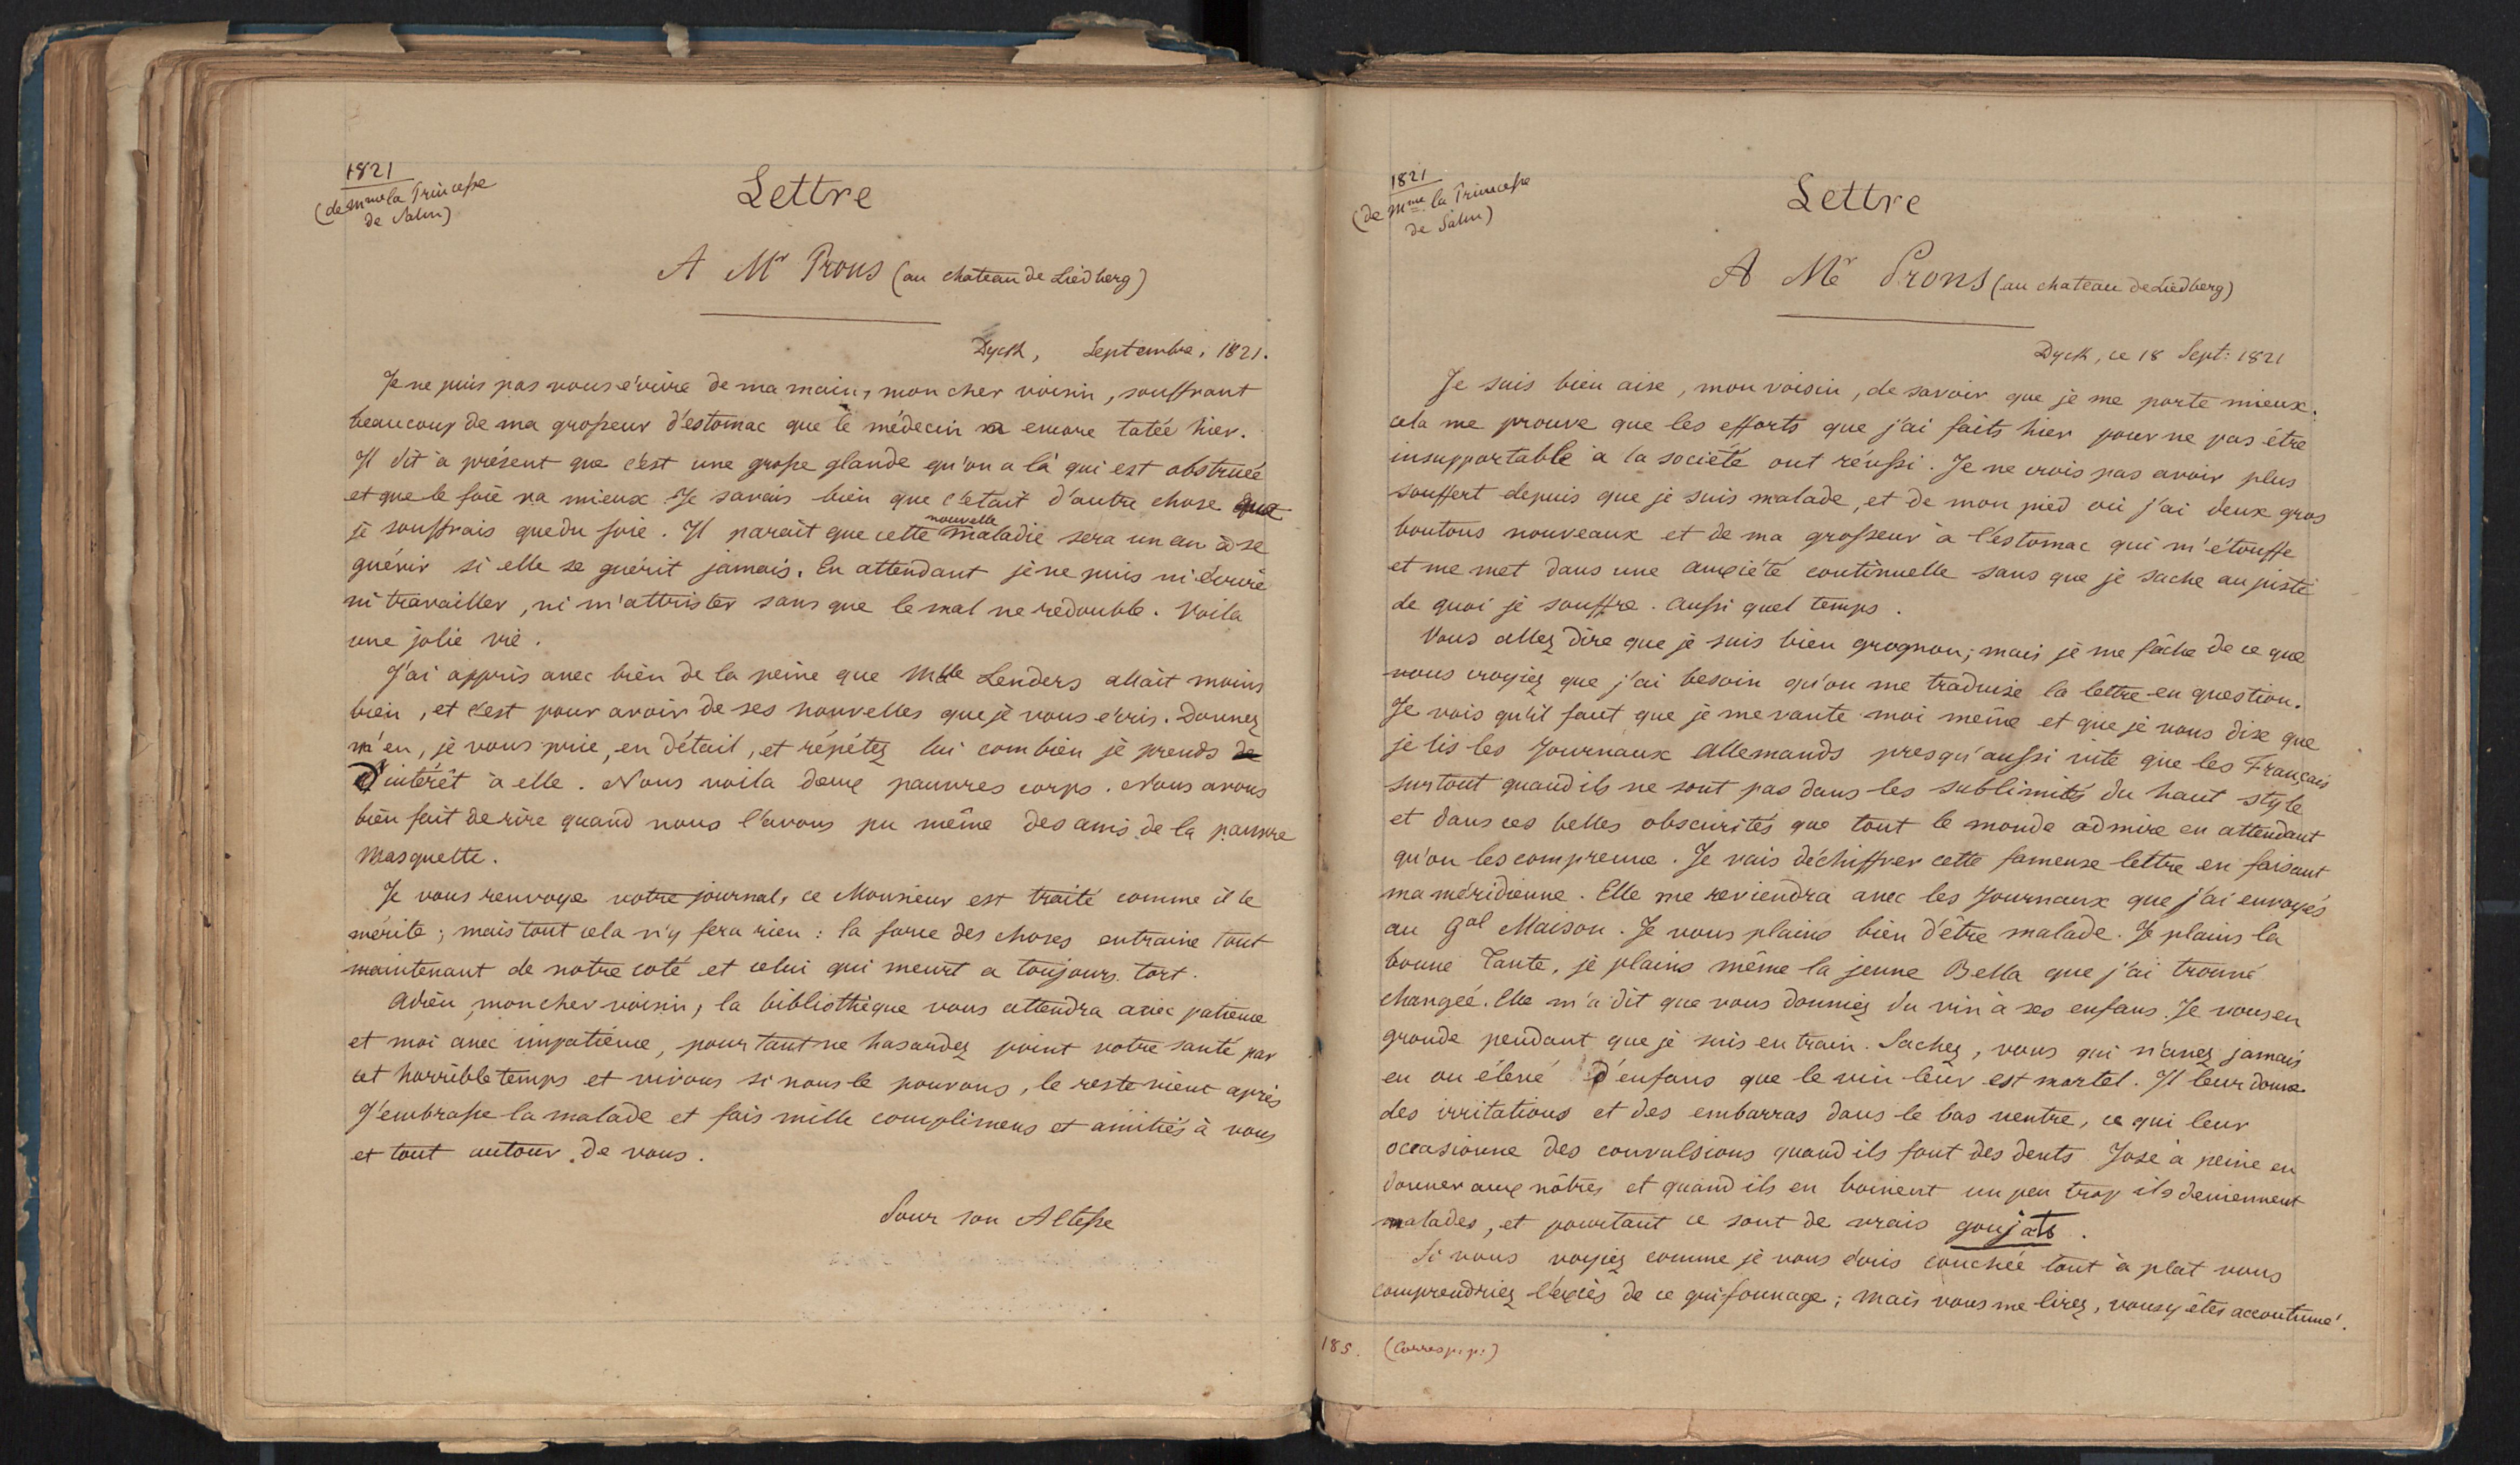 1821
(de Mme la Princesse
de Salm)
Lettre
A Mr Prous (au chateau de Liedberg)
Dyck, Septembre, 1821.
Je ne puis pas vous écrire de ma main, mon cher voisin, souffrant
beaucoup de ma grosseur d'estomac que le médecin a encore tatée hier.
Il dit à présent que c'est une grosse glande qu'on a là qui est obstruée
et que le foie va mieux. Je savais bien que c'etait d'autre chose que
je souffrais que du foie. Il parait que cette nouvelle maladie sera un an à se
guérir si elle se guérit jamais. En attendant je ne puis ni écrire
ni travailler, ni m'attrister sans que le mal ne redouble. Voila
une jolie vie.
J'ai appris avec bien de la peine que Mlle Lenders allait moins
bien, et c'est pour avoir de ses nouvelles que je vous écris. Donnez
m'en, je vous prie, en détail, et répétez lui combien je prends de
d'intérêt à elle. Nous voila deux pauvres corps. Nous avons
bien fait de rire quand nous l'avons pu même des amis de la pauvre
Masquette.
Je vous renvoye votre journal, ce Monsieur est traité comme il le
mérite; mais tout cela n'y fera rien: la force des choses entraine tout
maintenant de notre coté et celui qui meurt a toujours tort.
Adieu, mon cher voisin, la bibliothèque vous attendra avec patience
et moi avec impatience, pourtant ne hasardez point votre santé par
cet horrible temps et vivons si nous le pouvons, le reste vient après
J'embrasse la malade et fais mille complimens et amitiés à vous
et tout autour de vous.
Pour son Altesse
1821
(de Mme la Princesse
de Salm)
Lettre
A Mr Prous (au chateau de Liedberg)
Dyck, ce 18 Sept: 1821
Je suis bien aise, mon voisin, de savoir que je me porte mieux.
cela me prouve que les efforts que j'ai faits hier pour ne pas être
insupportable à la société ont réussi. Je ne crois pas avoir plus
souffert depuis que je suis malade, et de mon pied où j'ai deux gros
boutons nouveaux et de ma grosseur à l'estomac qui m'étouffe
et me met dans une anxiété continuelle sans que je sache au juste
de quoi je souffre. Aussi quel temps.
Vous allez dire que je suis bien grognon; mais je me fâche de ce que
vous croyiez que j'ai besoin qu'on me traduise la lettre en question.
Je vois qu'il faut que je me vante moi même et que je vous dise que
je lis les Journaux Allemands presqu'aussi vite que les Français
surtout quand ils ne sont pas dans les sublimités du haut style
et dans ces belles obscurités que tout le monde admire en attendant
qu'on les comprenne. Je vais déchiffrer cette fameuse lettre en faisant
ma méridienne. Elle me reviendra avec les Journaux que j'ai envoyés
au Gal Maison. Je vous plains bien d'être malade. Je plains la
bonne Tante, je plains même la jeune Bella que j'ai trouvé
changée. Elle m'a dit que vous donniez du vin à ses enfans. Je vous en
gronde pendant que je suis en train. Sachez, vous qui n'avez jamais
eu ou élevé d'enfans que le vin leur est mortel. Il leur donne
des irritations et des embarras dans le bas ventre, ce qui leur
occasionne des convulsions quand ils font des dents. J'ose à peine en
donner aux nôtres et quand ils en boivent un peu trop ils deviennent
malades, et pourtant ce sont de vrais goujats.
Si vous voyiez comme je vous écris couchée tout à plat vous
comprendriez l'excès de ce griffonnage; mais vous me lirez, vous y êtes accoutumé.
185. (Corresp: p:)